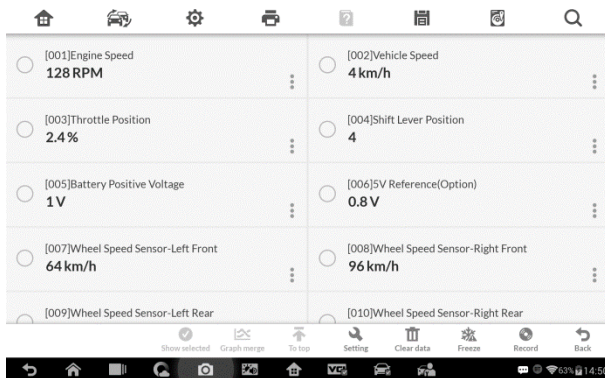 [001]Engine Speed
128 RPM
[002]Vehicle Speed
4 km/h
[003]Throttle Position
2.4 %
[004]Shift Lever Position
4
[005]Battery Positive Voltage
1 V
[006]5V Reference(Option)
0.8 V
[007]Wheel Speed Sensor-Left Front
64 km/h
[008]Wheel Speed Sensor-Right Front
96 km/h
[009]Wheel Speed Sensor-Left Rear
[010]Wheel Speed Sensor-Right Rear
Show selected
Graph merge
To top
Setting
Clear data
Freeze
Record
Back
VCI
63% 14:50